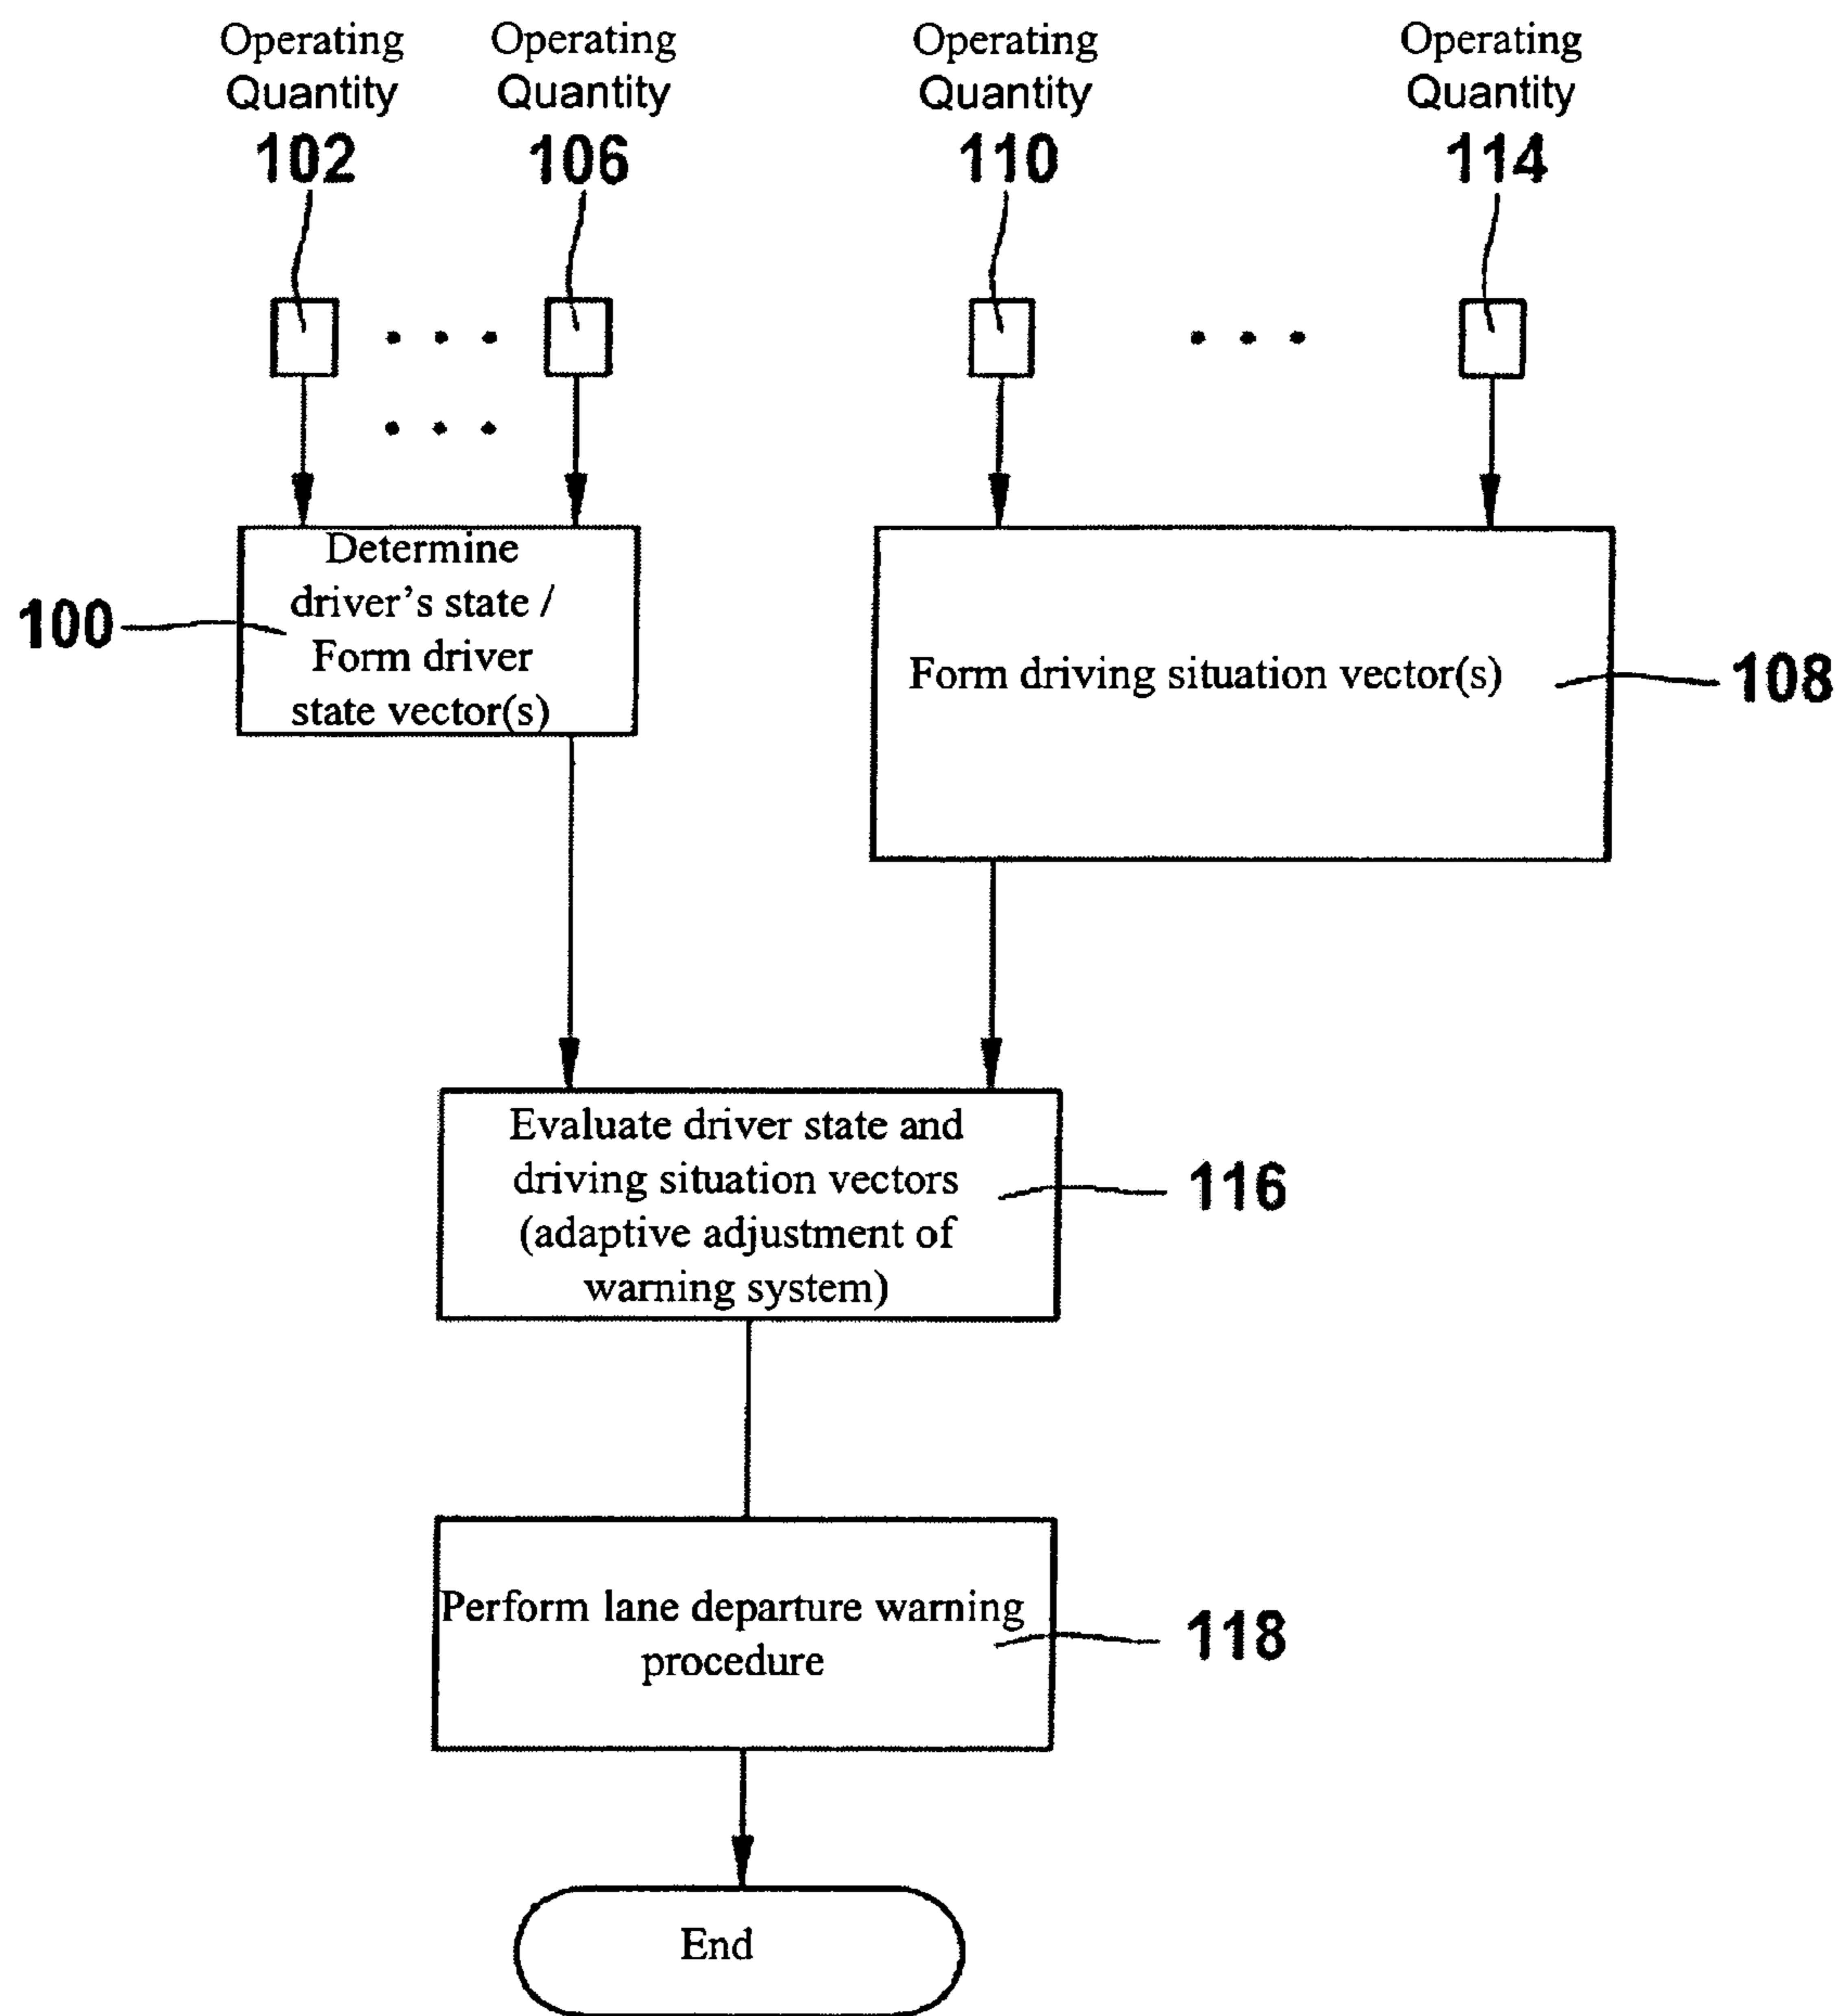 Operating Quantity 102
Operating Quantity 106
Operating Quantity 110
Operating Quantity 114
Determine
driver's state /
Form driver
state vector(s)
100
Form driving situation vector(s)
108
Evaluate driver state and
driving situation vectors
(adaptive adjustment of
warning system)
116
Perform lane departure warning
procedure
118
End